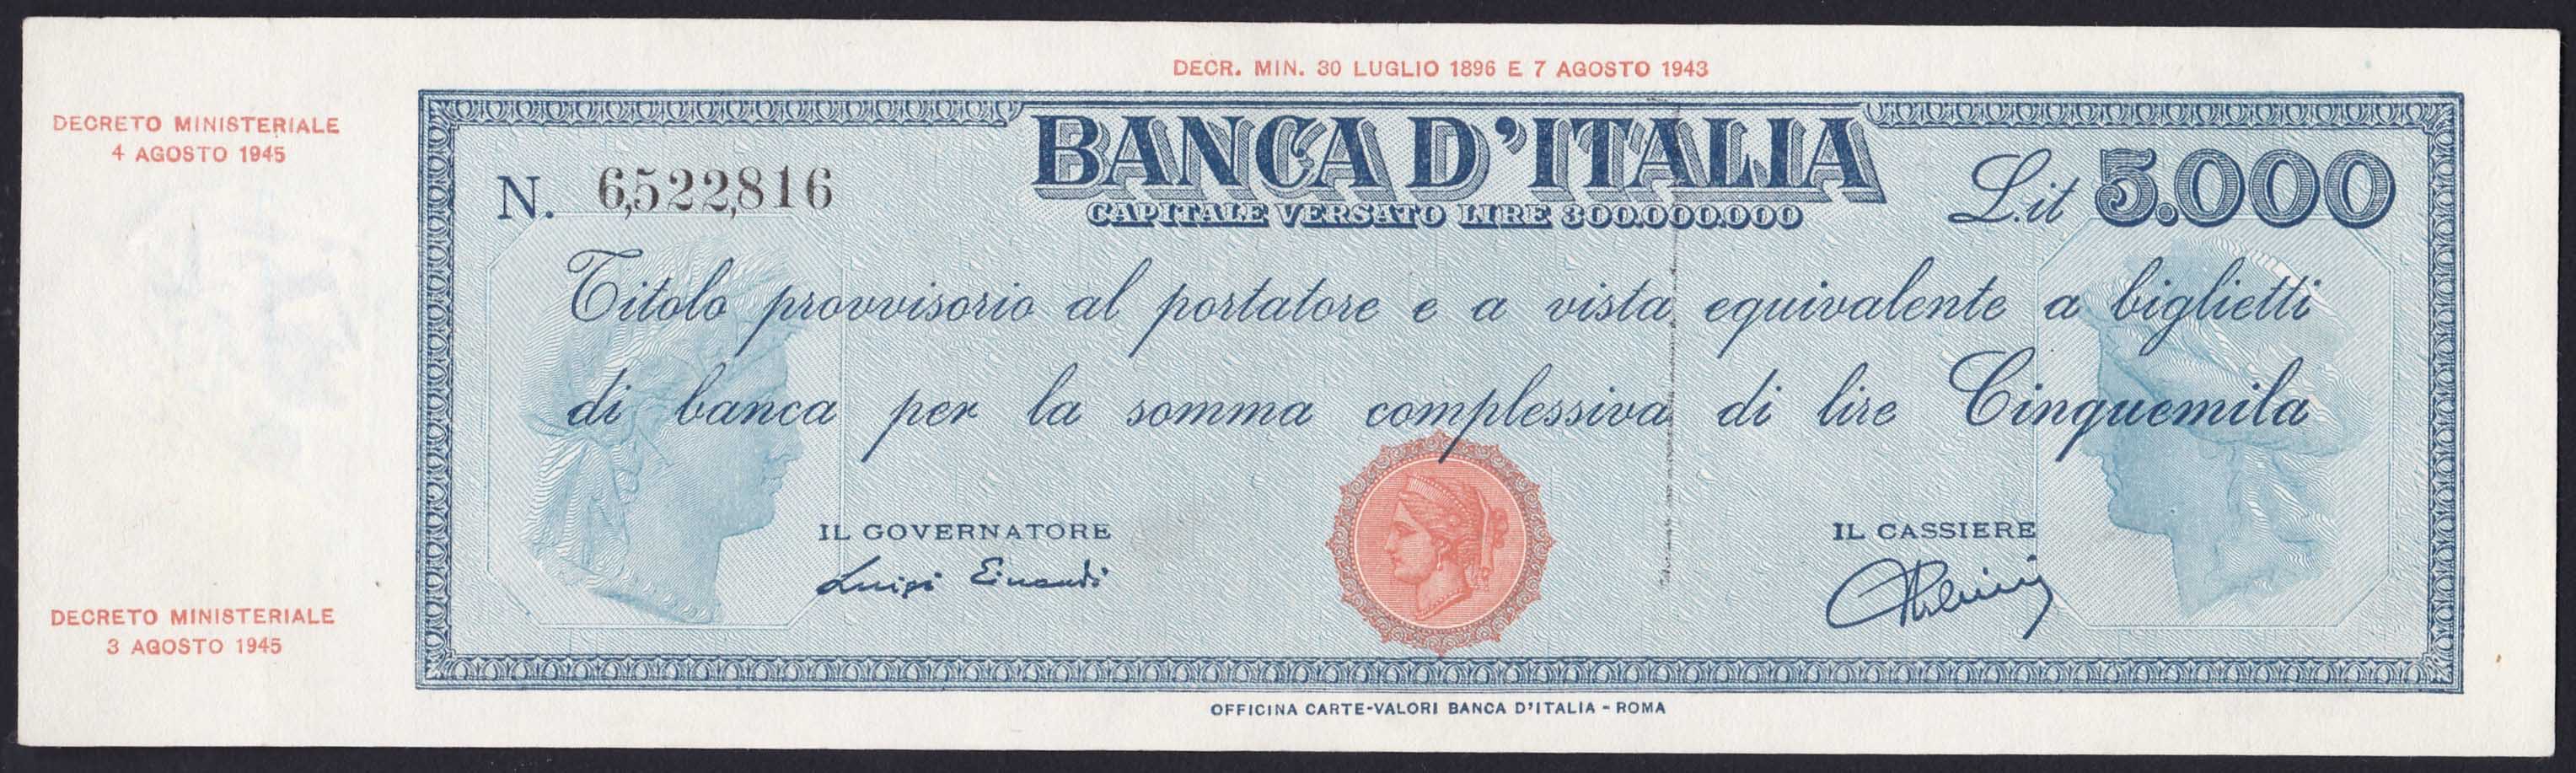 DECR. MIN. 30 LUGLIO 1896 E 7 AGOSTO 1943
DECRETO MINISTERIALE
4 AGOSTO 1945
BANCA D'ITALIA
CAPITALE VERSATO LIRE 300.000.000
N. 6,522,816
L.it 5.000
Titolo provvisorio al portatore e a vista equivalente a biglietti
di banca per la somma complessiva di lire Cinquemila
IL GOVERNATORE
Luigi Einaudi
IL CASSIERE
DECRETO MINISTERIALE
3 AGOSTO 1945
OFFICINA CARTE-VALORI BANCA D'ITALIA - ROMA